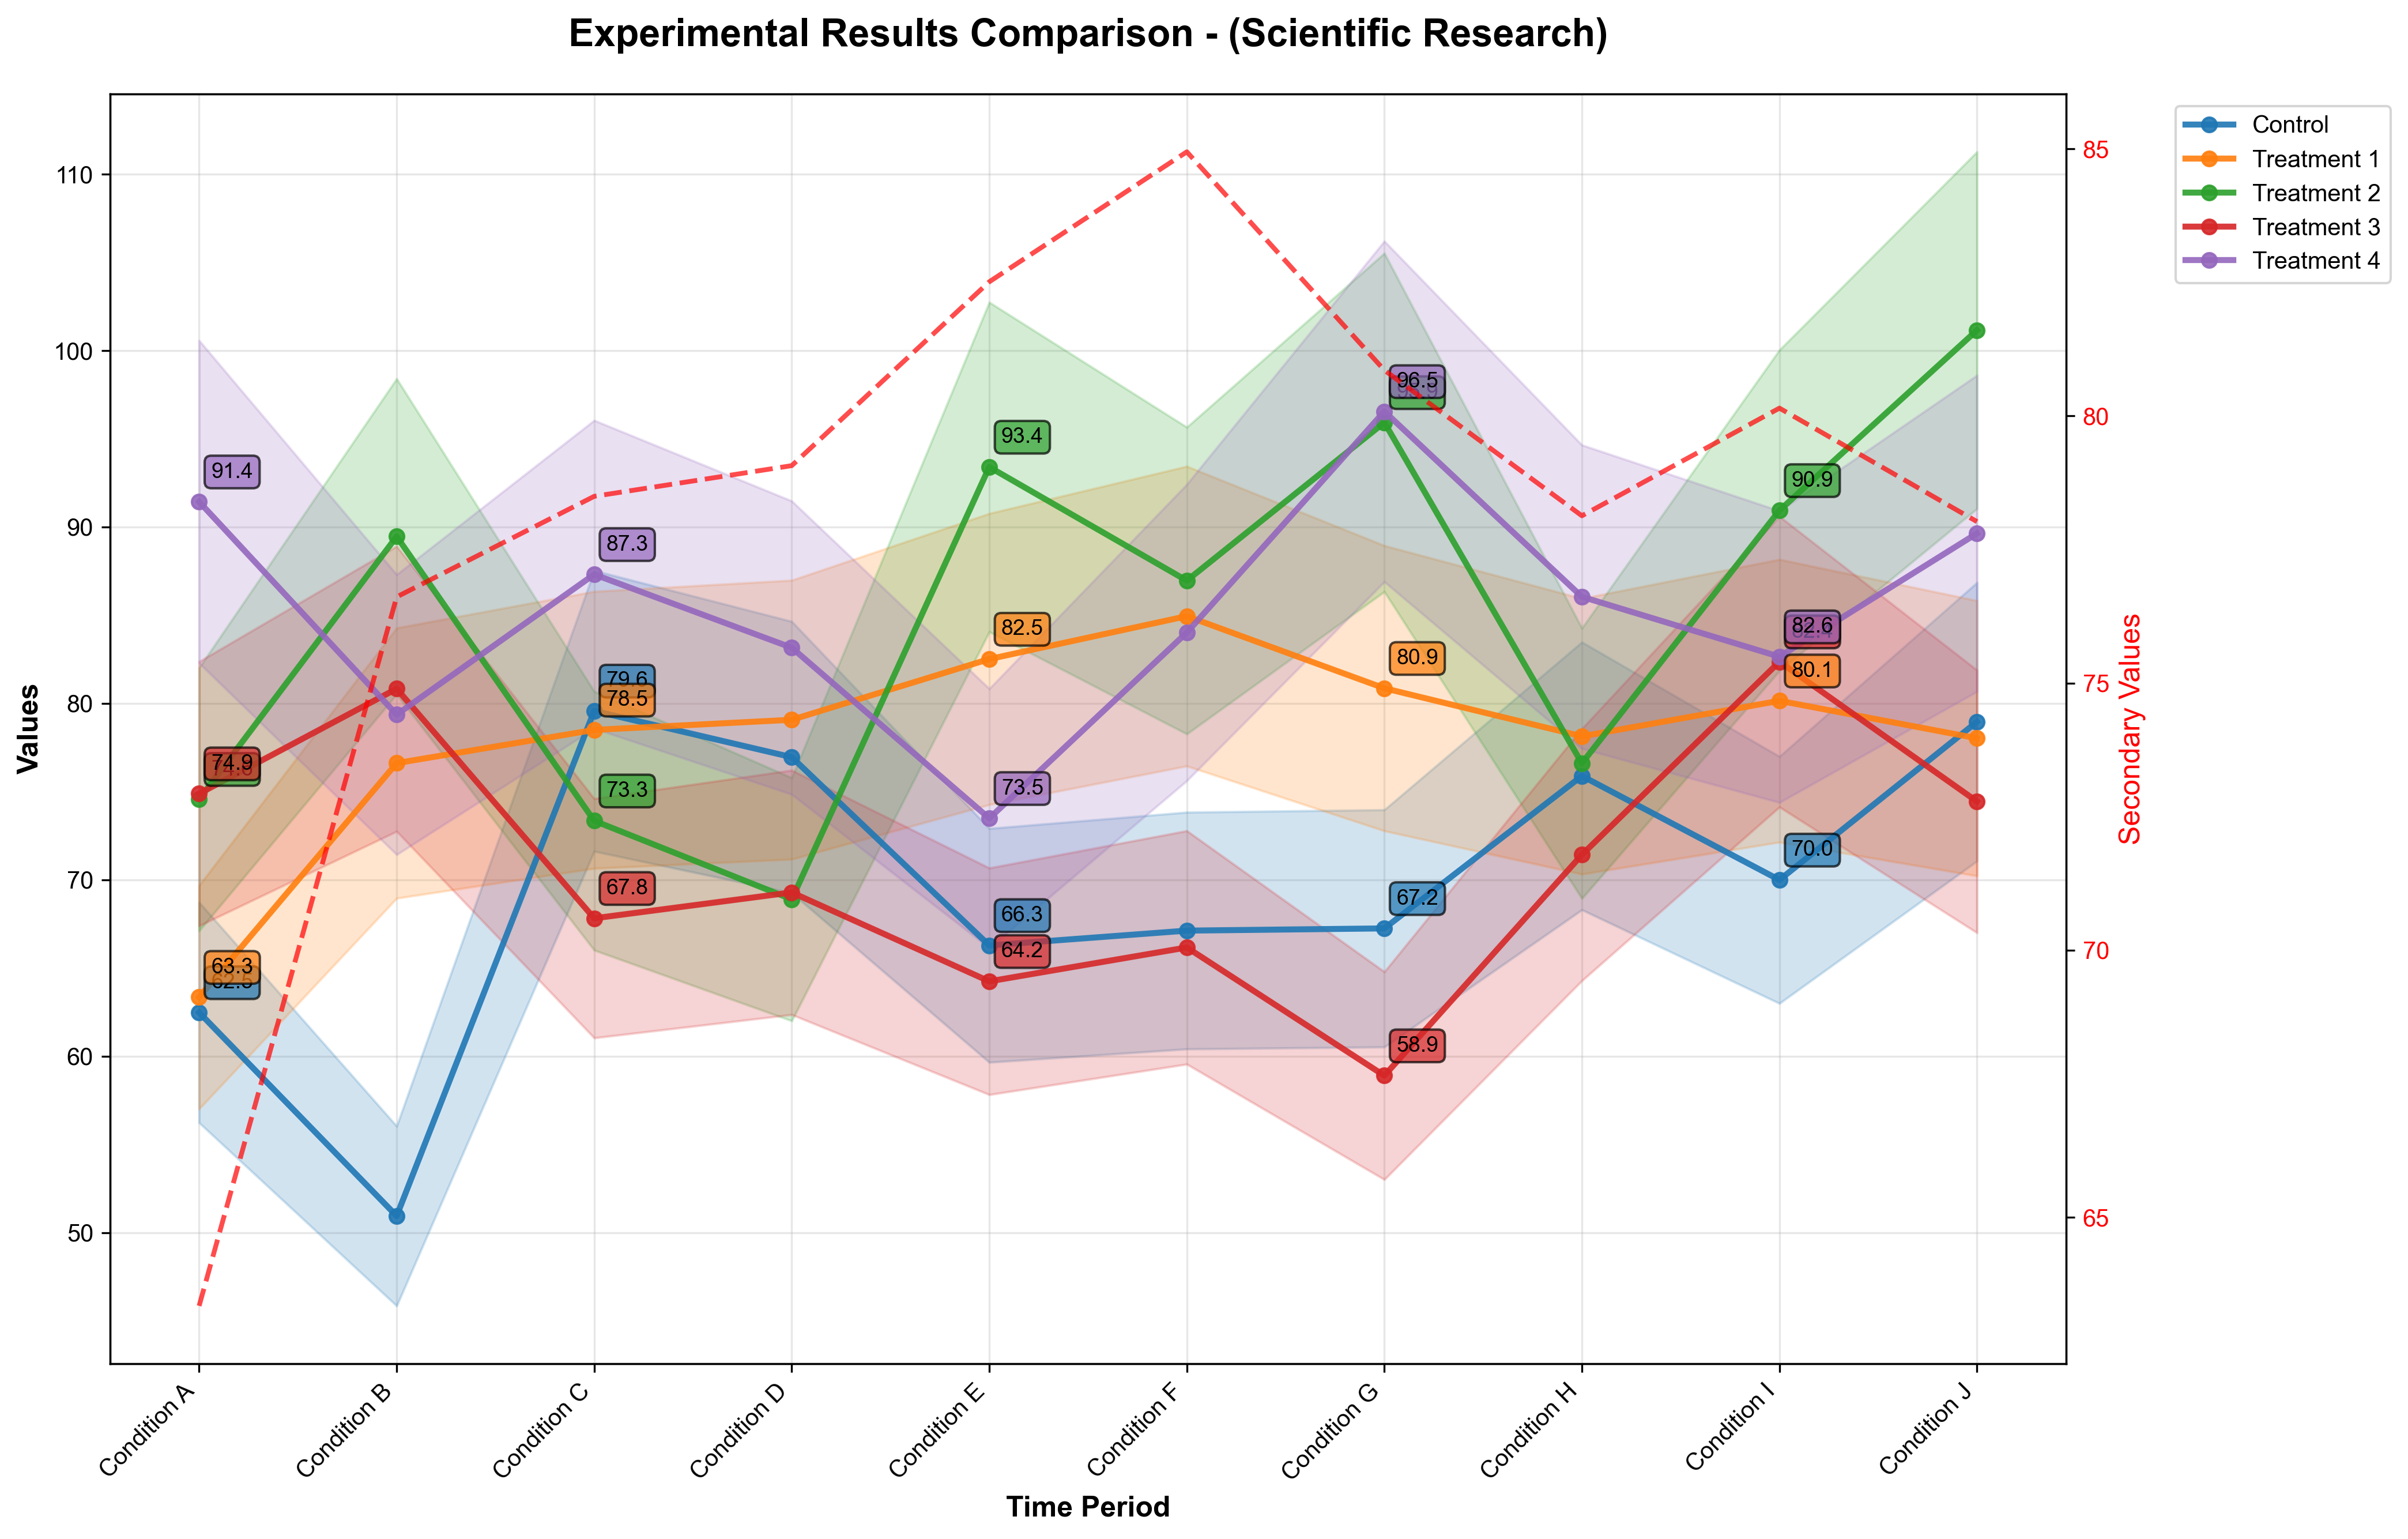 Experimental Results Comparison - (Scientific Research)
Control
Treatment 1
Treatment 2
Treatment 3
Treatment 4
110
100
90
80
70
60
50
Values
85
80
75
70
65
Secondary Values
91.4
74.9
63.3
87.3
79.6
78.5
73.3
67.8
93.4
82.5
73.5
66.3
64.2
96.5
80.9
67.2
58.9
90.9
82.6
80.1
70.0
Condition A
Condition B
Condition C
Condition D
Condition E
Condition F
Condition G
Condition H
Condition I
Condition J
Time Period